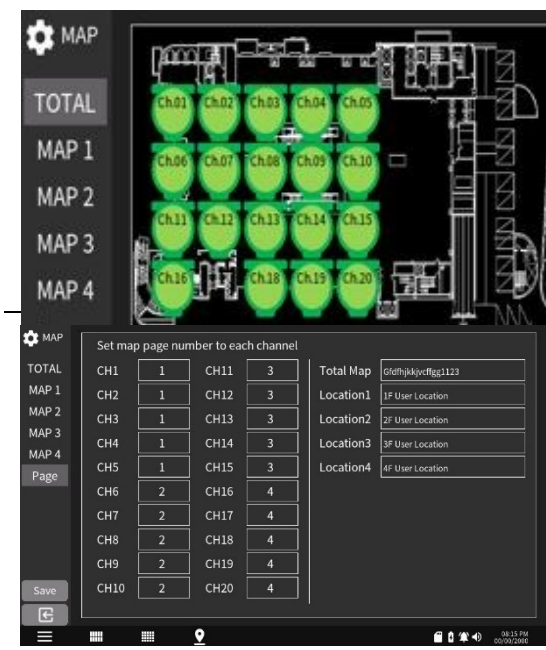 MAP
TOTAL
MAP 1
MAP 2
MAP 3
MAP 4
Ch.01 Ch.02 Ch.03 Ch.04 Ch.05
Ch.06 Ch.07 Ch.08 Ch.09 Ch.10
Ch.11 Ch.12 Ch.13 Ch.14 Ch.15
Ch.16 Ch.18 Ch.19 Ch.20
MAP
TOTAL
MAP 1
MAP 2
MAP 3
MAP 4
Page
Save
Set map page number to each channel
CH1 1 CH11 3
CH2 1 CH12 3
CH3 1 CH13 3
CH4 1 CH14 3
CH5 1 CH15 3
CH6 2 CH16 4
CH7 2 CH17 4
CH8 2 CH18 4
CH9 2 CH19 4
CH10 2 CH20 4
Total Map Gfdfhjkkjvcffgg1123
Location1 1F User Location
Location2 2F User Location
Location3 3F User Location
Location4 4F User Location
08:15 PM
00/00/2000